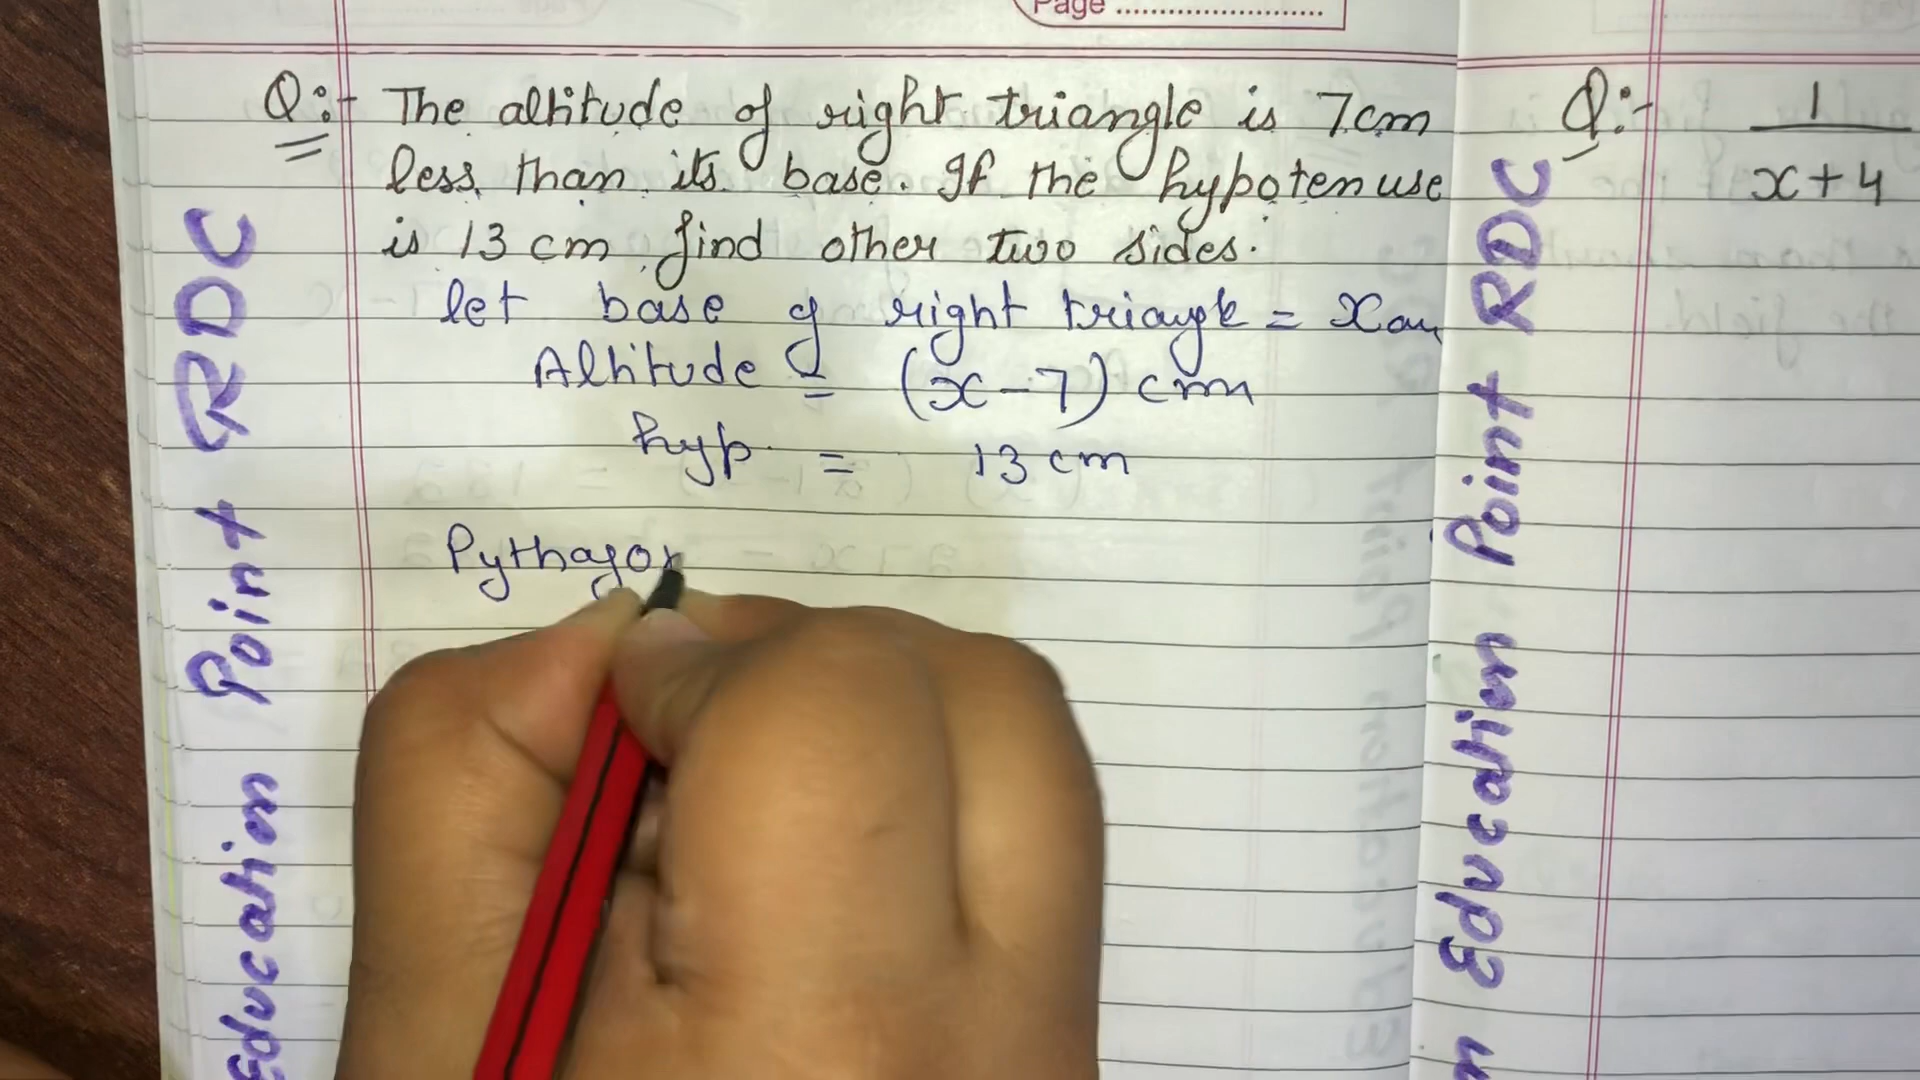 Page
Q:- The altitude of right triangle is 7cm
less than its base. If the hypotenuse
is 13 cm find other two sides.
let base of right triangle = x cm
Altitude = (x-7) cm
hyp = 13 cm
Pythagor
Education Point RDC
Q:- 1
x+4
Education Point RDC